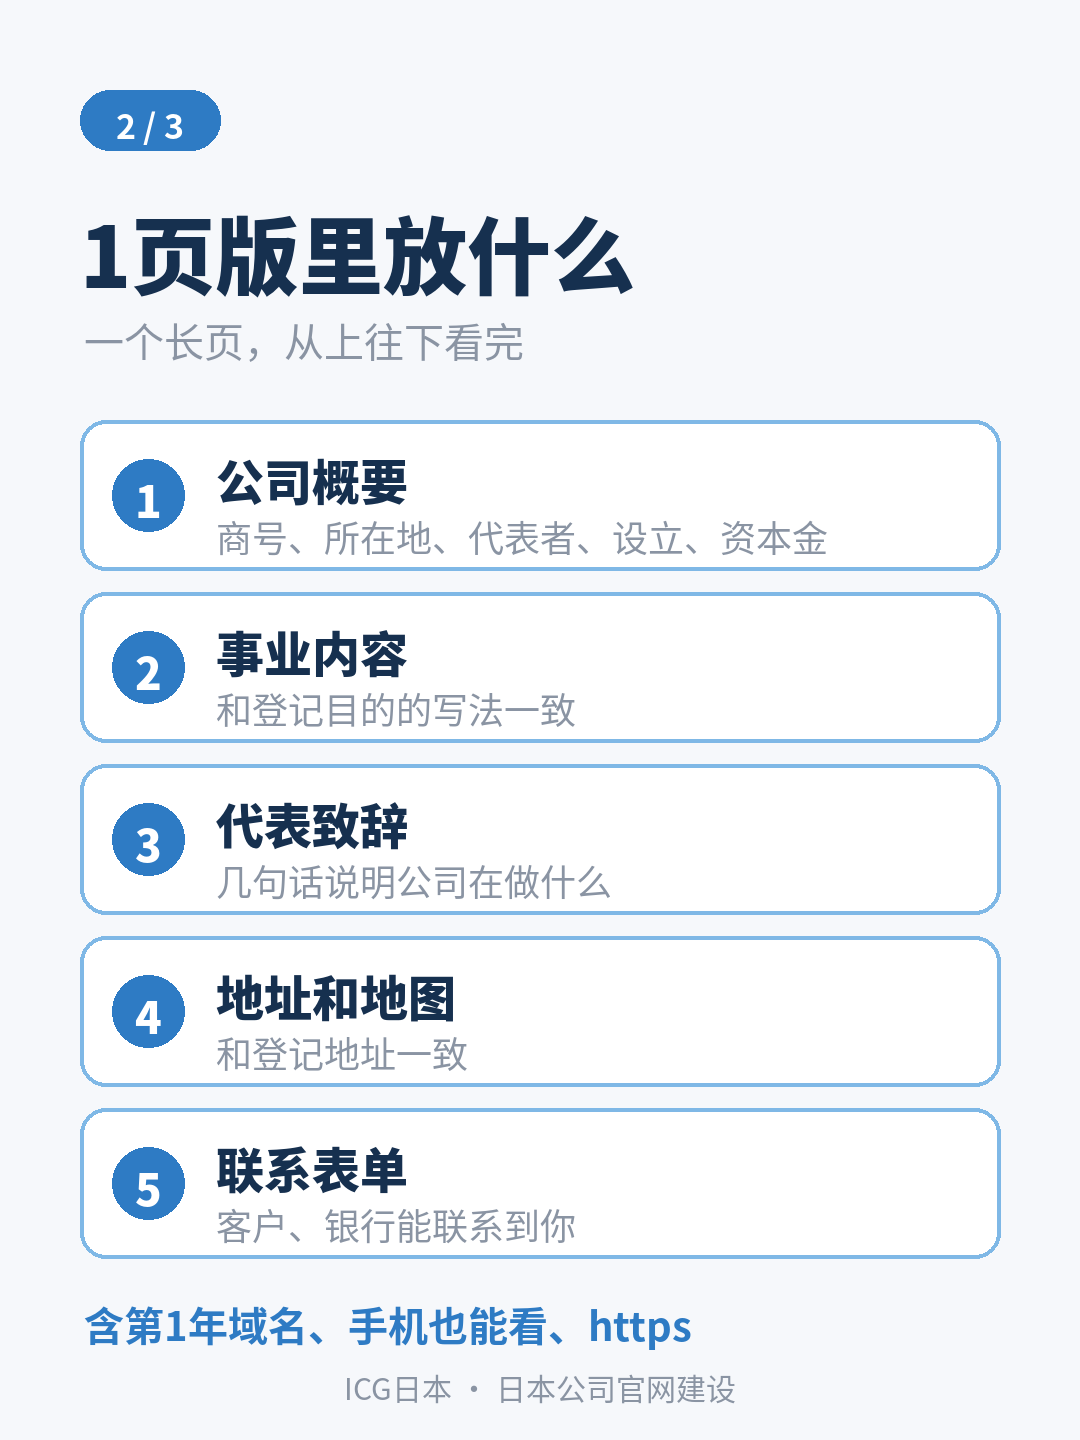 2 / 3
1页版里放什么
一个长页，从上往下看完
1
公司概要
商号、所在地、代表者、设立、资本金
2
事业内容
和登记目的的写法一致
3
代表致辞
几句话说明公司在做什么
4
地址和地图
和登记地址一致
5
联系表单
客户、银行能联系到你
含第1年域名、手机也能看、https
ICG日本 · 日本公司官网建设